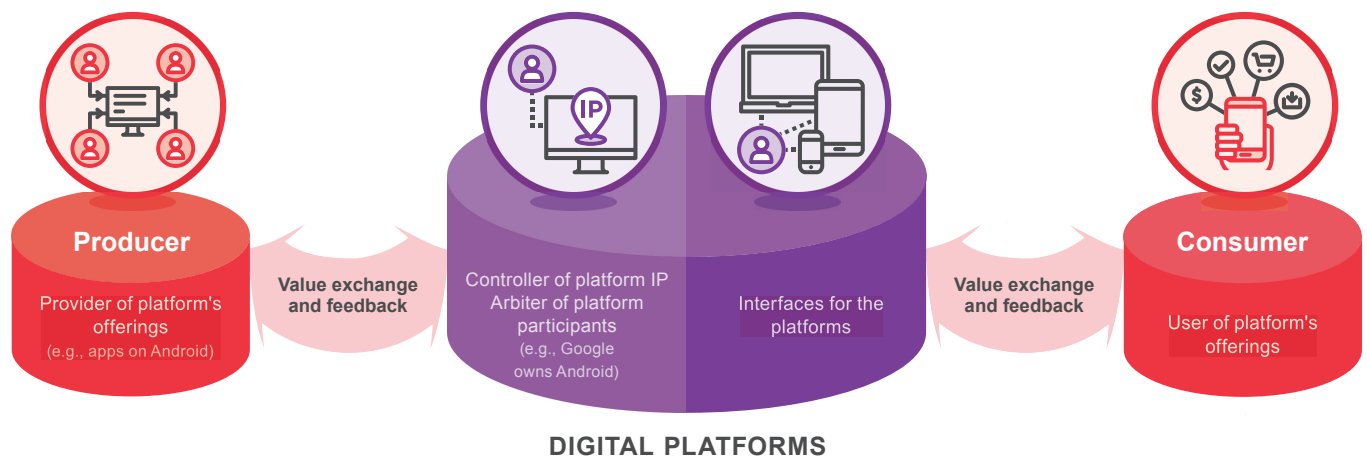 IP
$
Producer
Provider of platform's
offerings
(e.g., apps on Android)
Value exchange
and feedback
Controller of platform IP
Arbiter of platform
participants
(e.g., Google
owns Android)
Interfaces for the
platforms
Value exchange
and feedback
Consumer
User of platform's
offerings
DIGITAL PLATFORMS